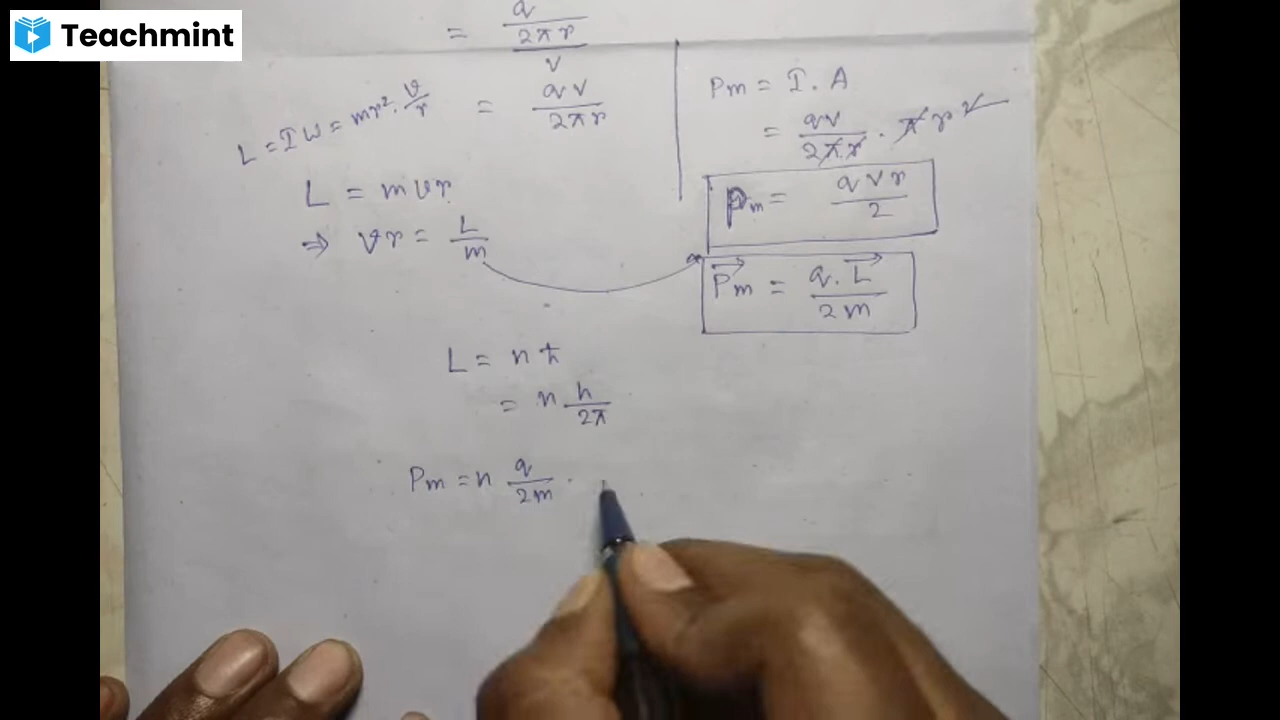 Teachmint
= q / 2πr / v
L = Iω = mr² · v/r
= qv / 2πr
L = mvr
⇒ vr = L/m
Pm = I . A
= qv / 2πr · πr²
Pm = qvr / 2
P⃗m = q. L⃗ / 2m
L = nħ
= n h/2π
Pm = n q/2m ·